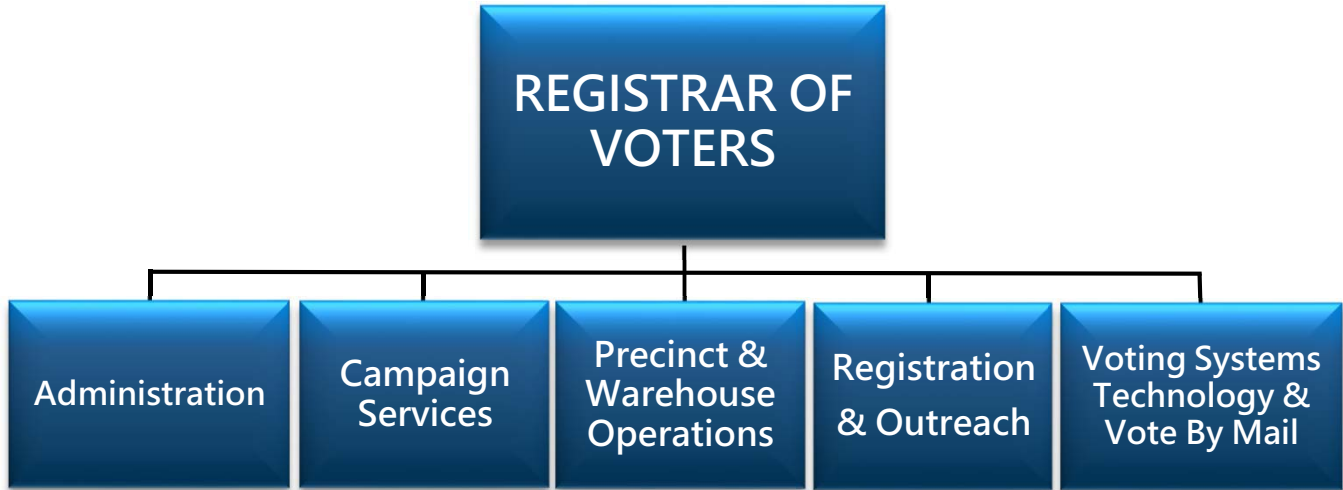 REGISTRAR OF
VOTERS
Administration
Campaign
Services
Precinct &
Warehouse
Operations
Registration
& Outreach
Voting Systems
Technology &
Vote By Mail